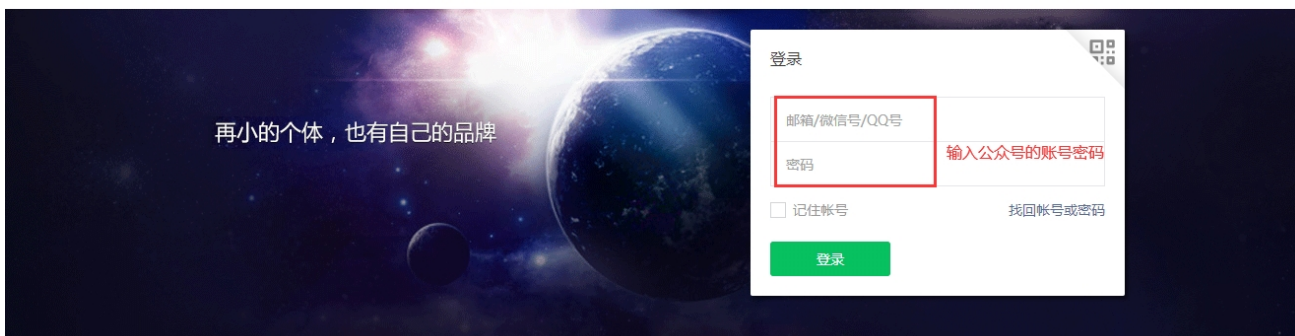 登录
再小的个体，也有自己的品牌
邮箱/微信号/QQ号
输入公众号的账号密码
密码
记住帐号
找回帐号或密码
登录